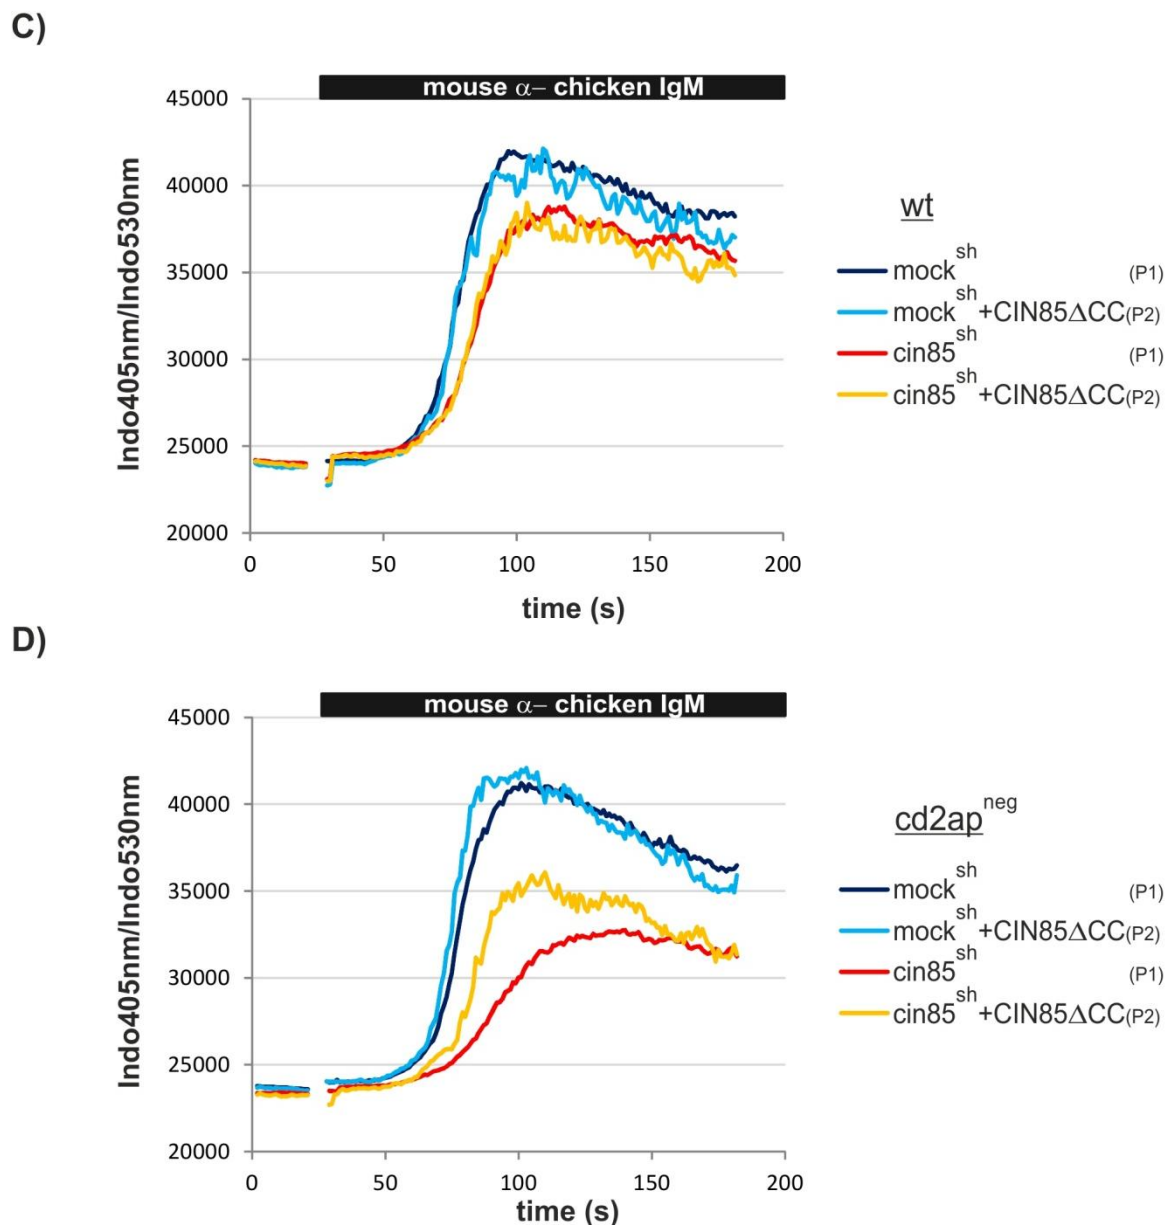 C)
mouse α– chicken IgM
45000
40000
35000
30000
25000
20000
0 50 100 150 200
Indo405nm/Indo530nm
time (s)
wt
mock^sh (P1)
mock^sh+CIN85ΔCC(P2)
cin85^sh (P1)
cin85^sh+CIN85ΔCC(P2)
D)
mouse α– chicken IgM
45000
40000
35000
30000
25000
20000
0 50 100 150 200
Indo405nm/Indo530nm
time (s)
cd2ap^neg
mock^sh (P1)
mock^sh+CIN85ΔCC(P2)
cin85^sh (P1)
cin85^sh+CIN85ΔCC(P2)